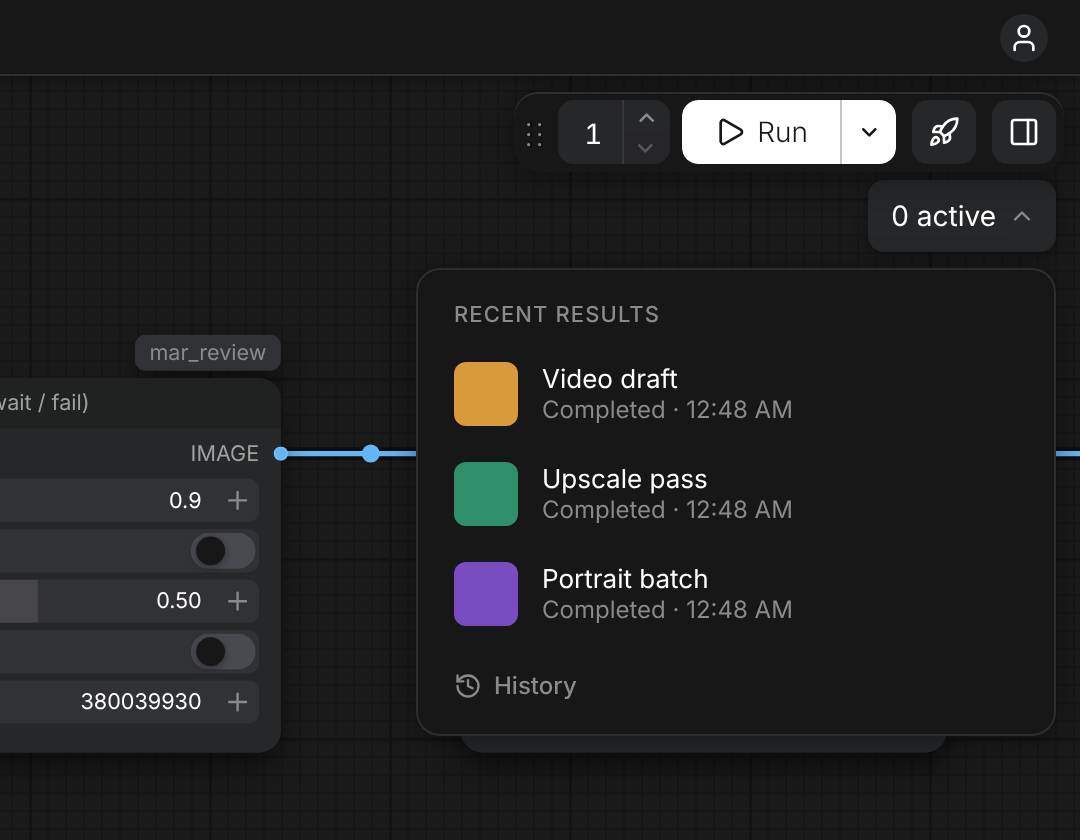 1
Run
0 active
RECENT RESULTS
Video draft
Completed · 12:48 AM
Upscale pass
Completed · 12:48 AM
Portrait batch
Completed · 12:48 AM
History
mar_review
/ fail)
IMAGE
0.9
0.50
380039930